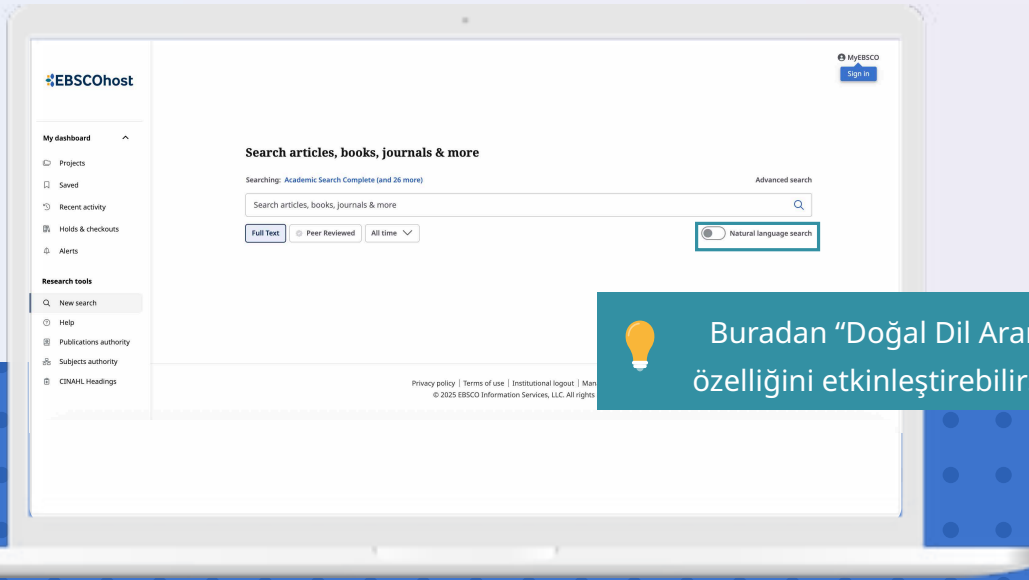 MyEBSCO
Sign in
EBSCOhost
My dashboard
Projects
Saved
Recent activity
Holds & checkouts
Alerts
Research tools
New search
Help
Publications authority
Subjects authority
CINAHL Headings
Search articles, books, journals & more
Searching: Academic Search Complete (and 26 more)
Advanced search
Search articles, books, journals & more
Full Text
Peer Reviewed
All time
Natural language search
Buradan “Doğal Dil Aram
özelliğini etkinleştirebilir
Privacy policy | Terms of use | Institutional logout | Man
© 2025 EBSCO Information Services, LLC. All rights